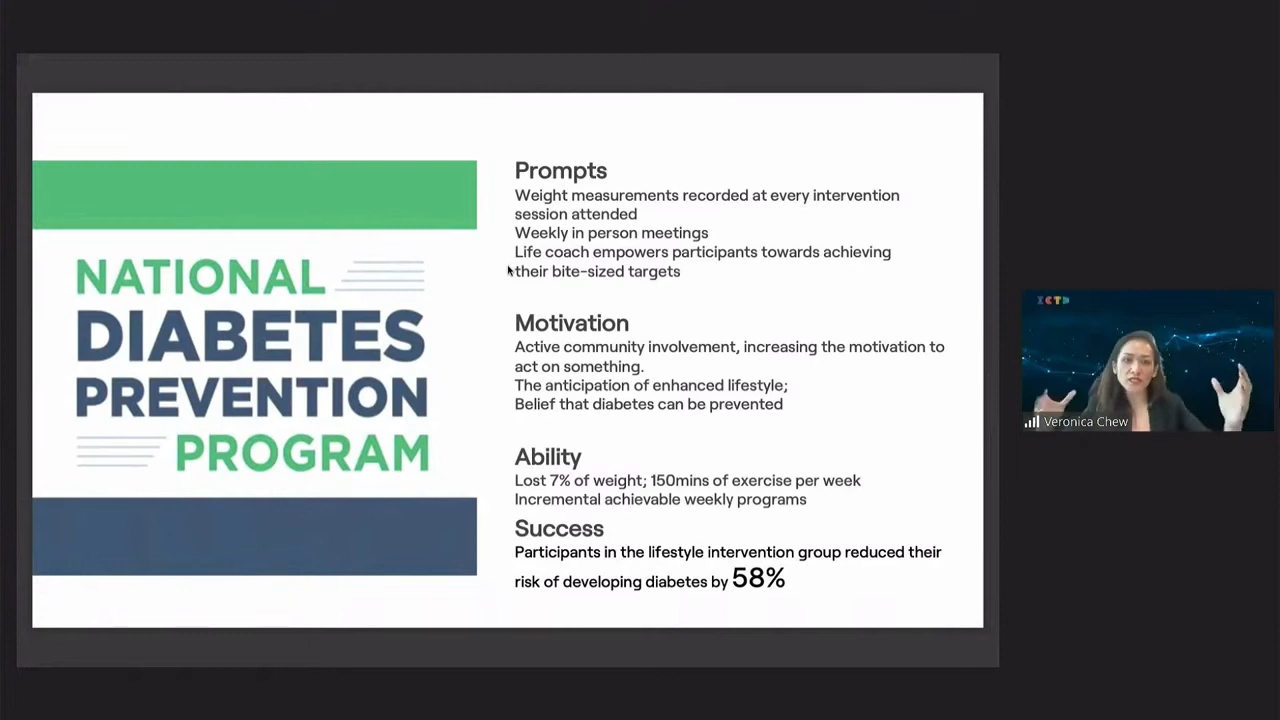 NATIONAL
DIABETES
PREVENTION
PROGRAM
Prompts
Weight measurements recorded at every intervention
session attended
Weekly in person meetings
Life coach empowers participants towards achieving
their bite-sized targets
Motivation
Active community involvement, increasing the motivation to
act on something.
The anticipation of enhanced lifestyle;
Belief that diabetes can be prevented
Ability
Lost 7% of weight; 150mins of exercise per week
Incremental achievable weekly programs
Success
Participants in the lifestyle intervention group reduced their
risk of developing diabetes by 58%
ICTD
Veronica Chew